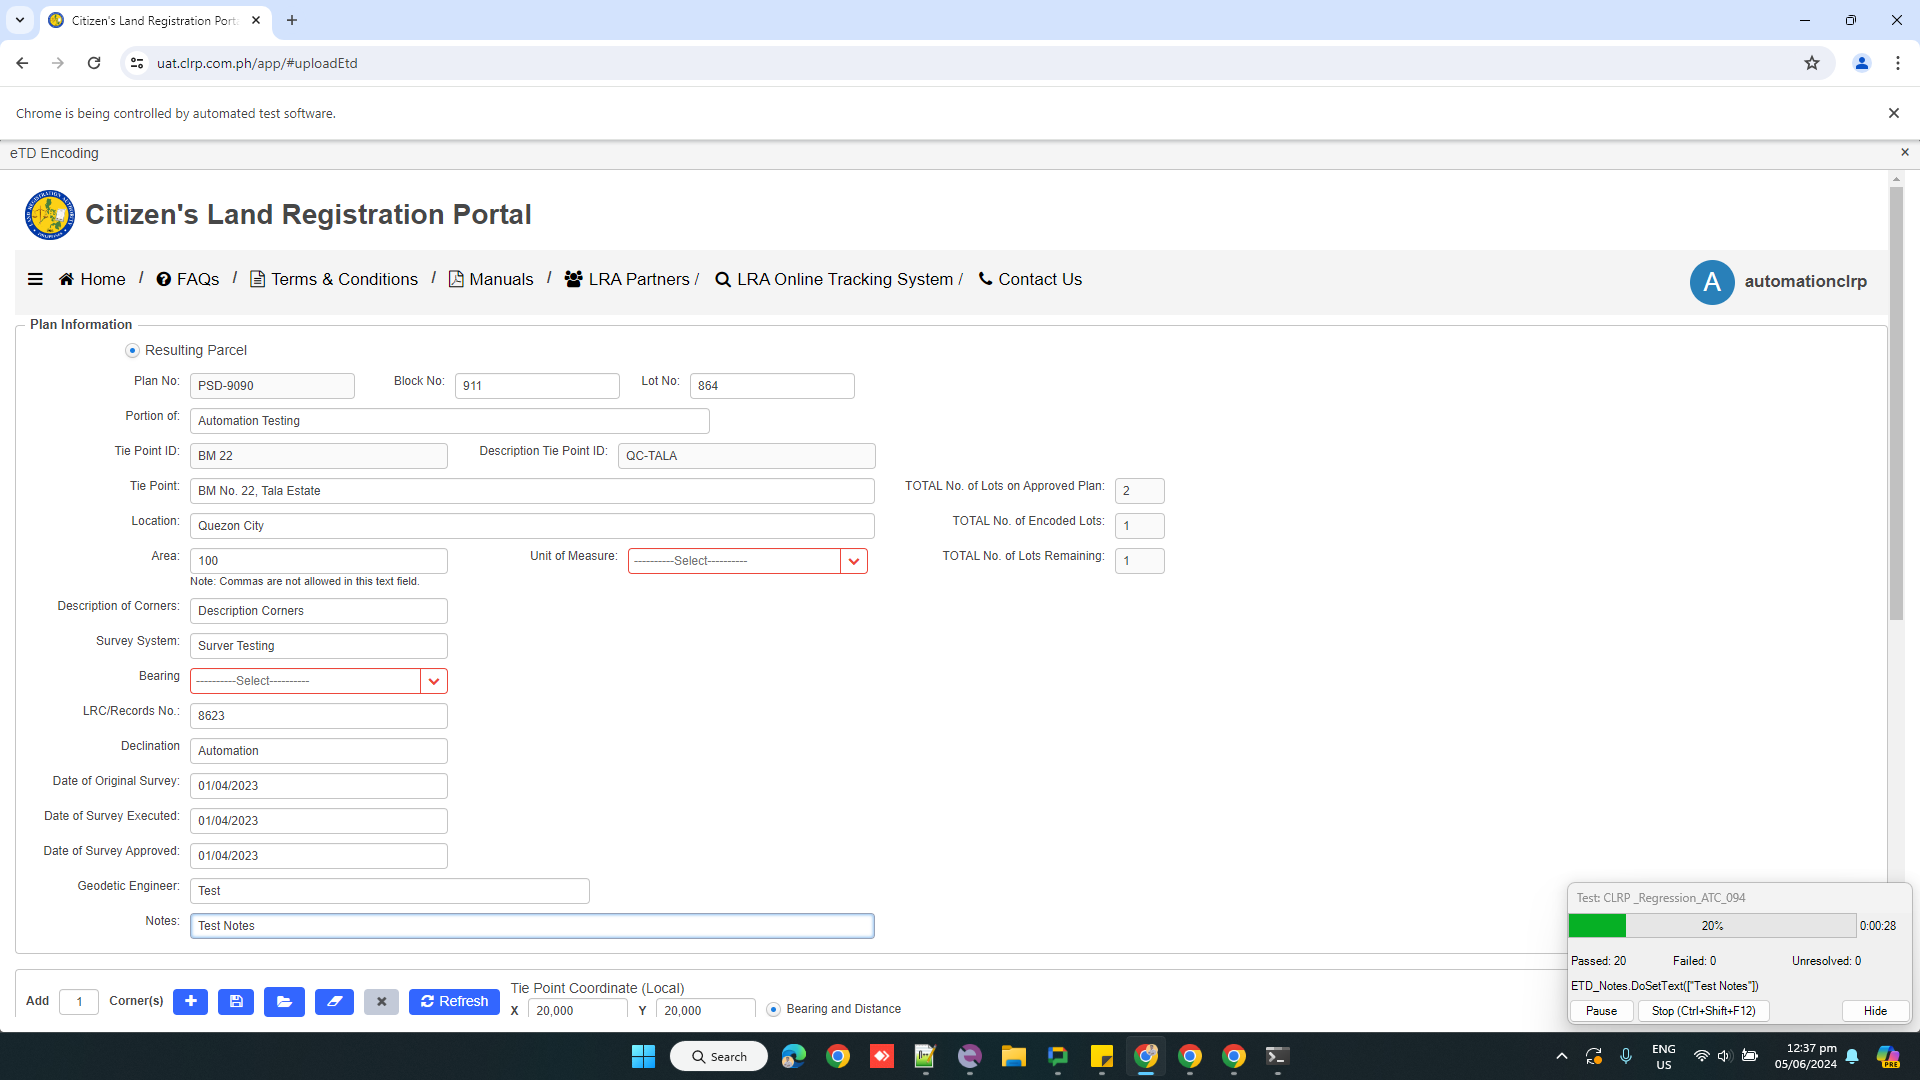 Citizen's Land Registration Porta
uat.clrp.com.ph/app/#uploadEtd
Chrome is being controlled by automated test software.
eTD Encoding
Citizen's Land Registration Portal
Home / FAQs / Terms & Conditions / Manuals / LRA Partners / LRA Online Tracking System / Contact Us
A automationclrp
Plan Information
Resulting Parcel
Plan No: PSD-9090 Block No: 911 Lot No: 864
Portion of: Automation Testing
Tie Point ID: BM 22 Description Tie Point ID: QC-TALA
Tie Point: BM No. 22, Tala Estate TOTAL No. of Lots on Approved Plan: 2
Location: Quezon City TOTAL No. of Encoded Lots: 1
Area: 100 Unit of Measure: ----------Select---------- TOTAL No. of Lots Remaining: 1
Note: Commas are not allowed in this text field.
Description of Corners: Description Corners
Survey System: Surver Testing
Bearing ----------Select----------
LRC/Records No.: 8623
Declination Automation
Date of Original Survey: 01/04/2023
Date of Survey Executed: 01/04/2023
Date of Survey Approved: 01/04/2023
Geodetic Engineer: Test
Notes: Test Notes
Add 1 Corner(s) Refresh
Tie Point Coordinate (Local)
X 20,000 Y 20,000 Bearing and Distance
Test: CLRP _Regression_ATC_094
20% 0:00:28
Passed: 20 Failed: 0 Unresolved: 0
ETD_Notes.DoSetText(["Test Notes"])
Pause Stop (Ctrl+Shift+F12) Hide
Search
ENG
US
12:37 pm
05/06/2024
PRE